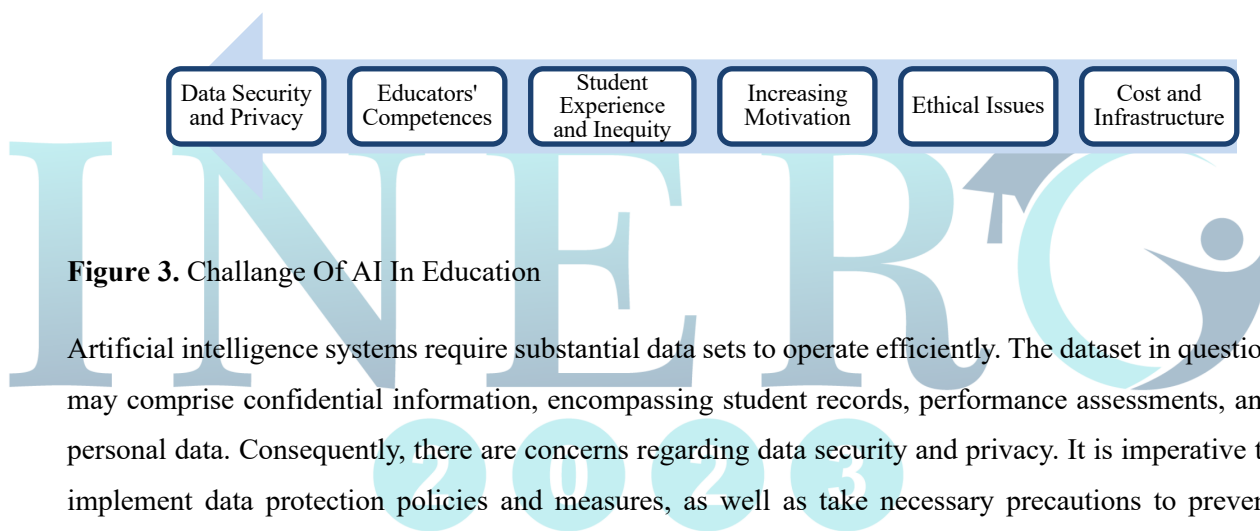 Data Security
and Privacy
Educators'
Competences
Student
Experience
and Inequity
Increasing
Motivation
Ethical Issues
Cost and
Infrastructure
INERC
Figure 3. Challange Of AI In Education
Artificial intelligence systems require substantial data sets to operate efficiently. The dataset in questio
may comprise confidential information, encompassing student records, performance assessments, an
personal data. Consequently, there are concerns regarding data security and privacy. It is imperative t
implement data protection policies and measures, as well as take necessary precautions to preven
2023